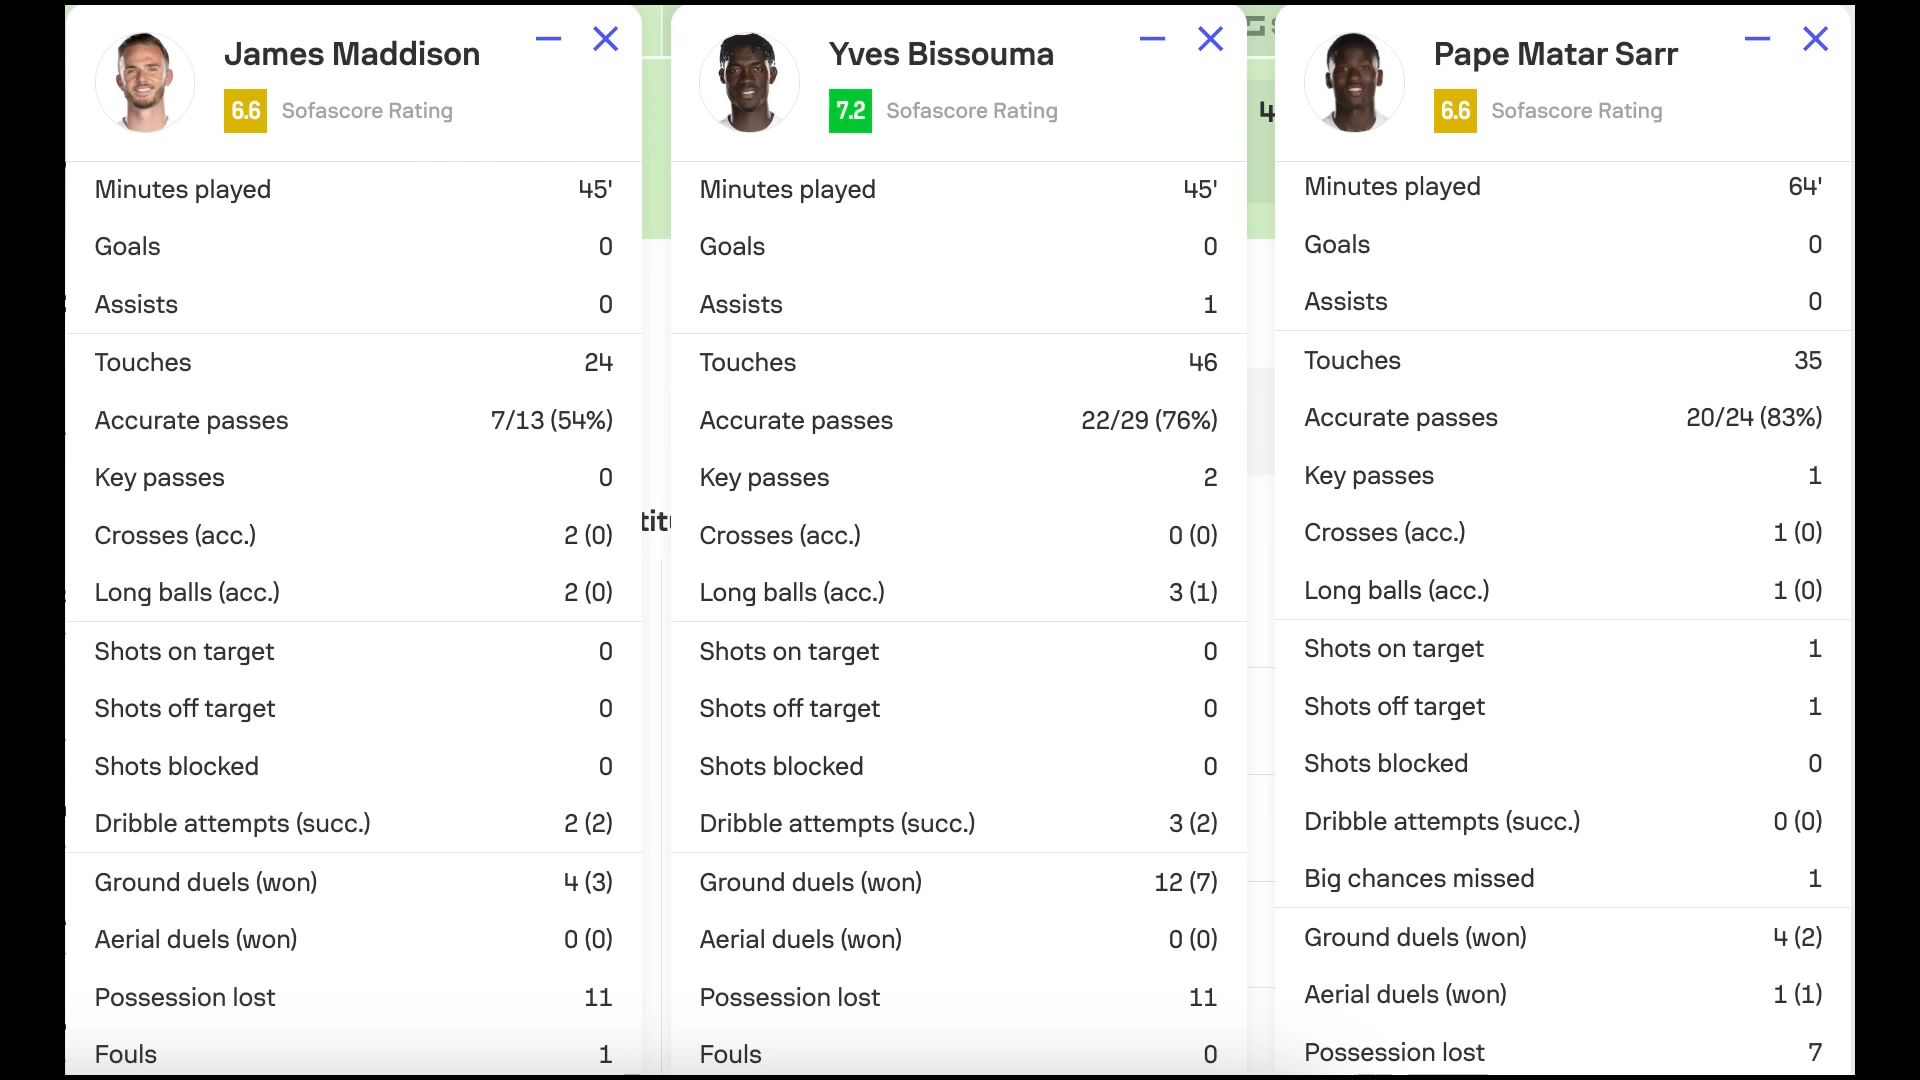 James Maddison
6.6 Sofascore Rating
Minutes played 45'
Goals 0
Assists 0
Touches 24
Accurate passes 7/13 (54%)
Key passes 0
Crosses (acc.) 2 (0)
Long balls (acc.) 2 (0)
Shots on target 0
Shots off target 0
Shots blocked 0
Dribble attempts (succ.) 2 (2)
Ground duels (won) 4 (3)
Aerial duels (won) 0 (0)
Possession lost 11
Fouls 1
Yves Bissouma
7.2 Sofascore Rating
Minutes played 45'
Goals 0
Assists 1
Touches 46
Accurate passes 22/29 (76%)
Key passes 2
Crosses (acc.) 0 (0)
Long balls (acc.) 3 (1)
Shots on target 0
Shots off target 0
Shots blocked 0
Dribble attempts (succ.) 3 (2)
Ground duels (won) 12 (7)
Aerial duels (won) 0 (0)
Possession lost 11
Fouls 0
Pape Matar Sarr
6.6 Sofascore Rating
Minutes played 64'
Goals 0
Assists 0
Touches 35
Accurate passes 20/24 (83%)
Key passes 1
Crosses (acc.) 1 (0)
Long balls (acc.) 1 (0)
Shots on target 1
Shots off target 1
Shots blocked 0
Dribble attempts (succ.) 0 (0)
Big chances missed 1
Ground duels (won) 4 (2)
Aerial duels (won) 1 (1)
Possession lost 7